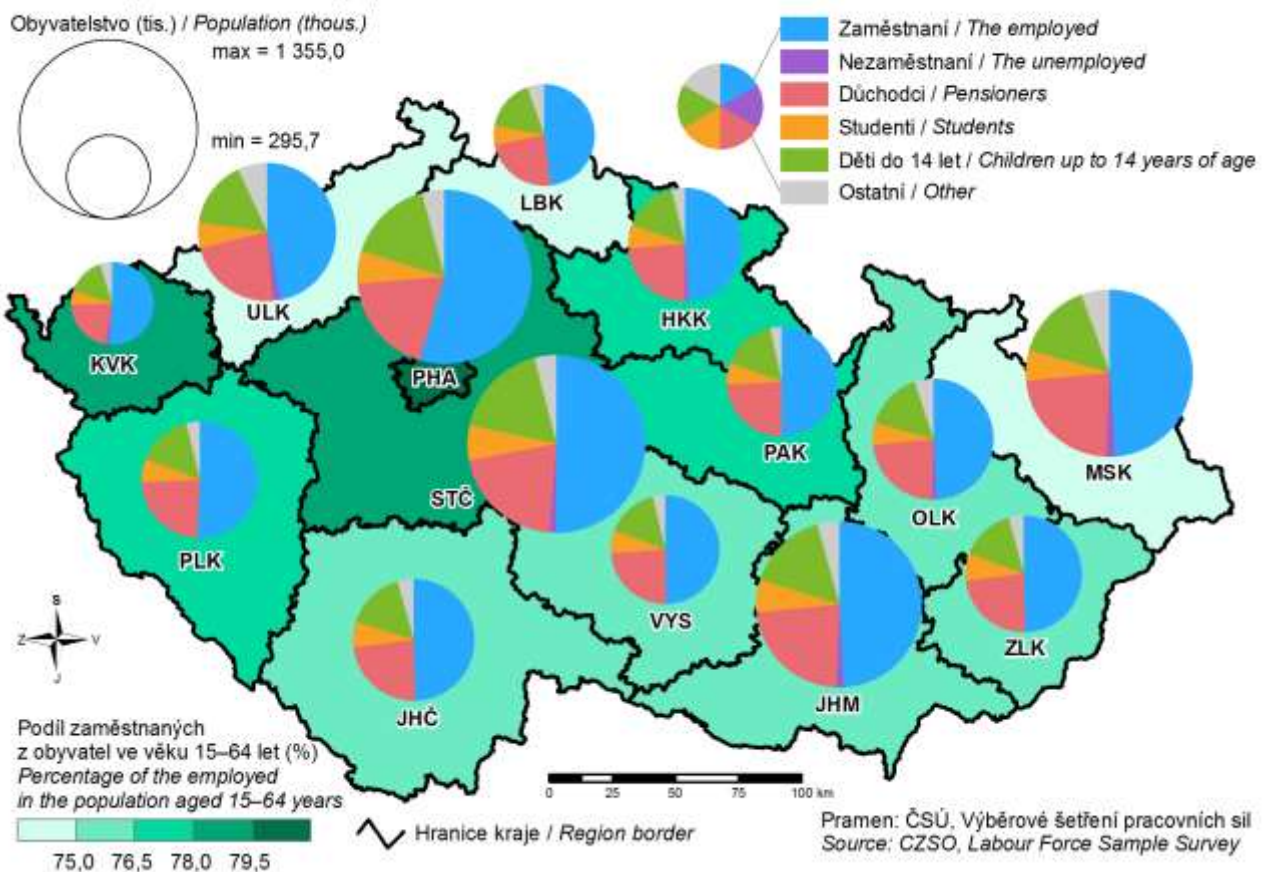 Obyvatelstvo (tis.) / Population (thous.)
max = 1 355,0
min = 295,7
Zaměstnaní / The employed
Nezaměstnaní / The unemployed
Důchodci / Pensioners
Studenti / Students
Děti do 14 let / Children up to 14 years of age
Ostatní / Other
LBK
ULK
HKK
KVK
PHA
PAK
MSK
STČ
OLK
PLK
VYS
ZLK
JHČ
JHM
S
Z V
J
Podíl zaměstnaných
z obyvatel ve věku 15–64 let (%)
Percentage of the employed
in the population aged 15–64 years
75,0 76,5 78,0 79,5
Hranice kraje / Region border
0 25 50 75 100 km
Pramen: ČSÚ, Výběrové šetření pracovních sil
Source: CZSO, Labour Force Sample Survey